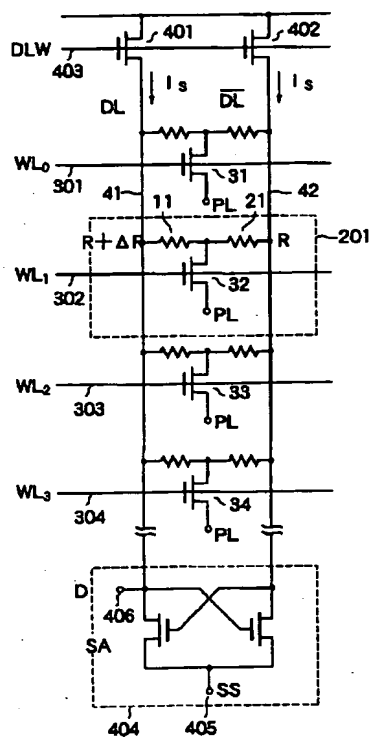 401
402
DLW
403
Is
Is
DL
D̅L̅
WL₀
301
41
31
42
PL
11
21
201
R+ΔR
R
WL₁
302
32
PL
WL₂
303
33
PL
WL₃
304
34
PL
D
406
SA
SS
404
405